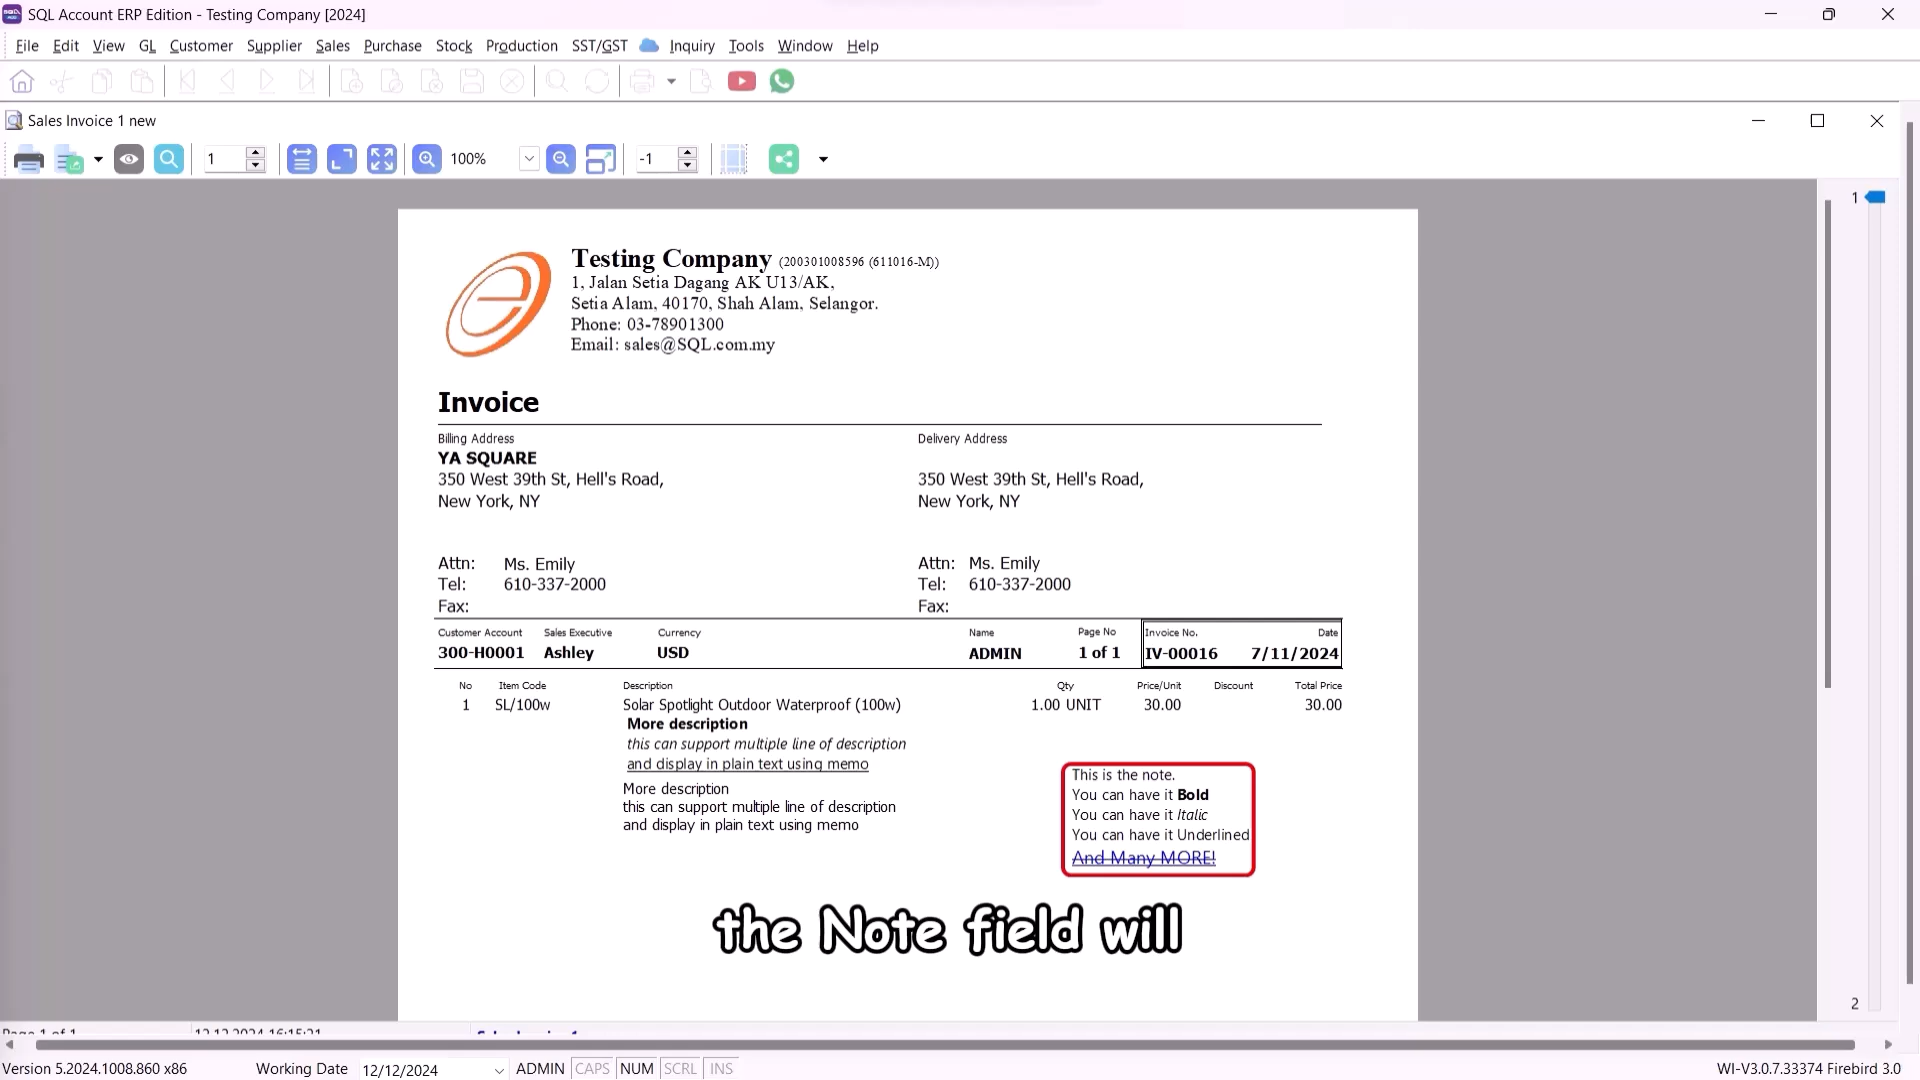 SQL Account ERP Edition - Testing Company [2024]
File Edit View GL Customer Supplier Sales Purchase Stock Production SST/GST Inquiry Tools Window Help
Sales Invoice 1 new
1 100% -1
1
Testing Company (200301008596 (611016-M))
1, Jalan Setia Dagang AK U13/AK,
Setia Alam, 40170, Shah Alam, Selangor.
Phone: 03-78901300
Email: sales@SQL.com.my
Invoice
Billing Address Delivery Address
YA SQUARE
350 West 39th St, Hell's Road, 350 West 39th St, Hell's Road,
New York, NY New York, NY
Attn: Ms. Emily Attn: Ms. Emily
Tel: 610-337-2000 Tel: 610-337-2000
Fax: Fax:
Customer Account Sales Executive Currency Name Page No Invoice No. Date
300-H0001 Ashley USD ADMIN 1 of 1 IV-00016 7/11/2024
No Item Code Description Qty Price/Unit Discount Total Price
1 SL/100w Solar Spotlight Outdoor Waterproof (100w) 1.00 UNIT 30.00 30.00
More description
this can support multiple line of description
and display in plain text using memo
More description
this can support multiple line of description
and display in plain text using memo
This is the note.
You can have it Bold
You can have it Italic
You can have it Underlined
And Many MORE!
the Note field will
2
Page 1 of 1 12.12.2024 16:15:21
Version 5.2024.1008.860 x86 Working Date 12/12/2024 ADMIN CAPS NUM SCRL INS WI-V3.0.7.33374 Firebird 3.0